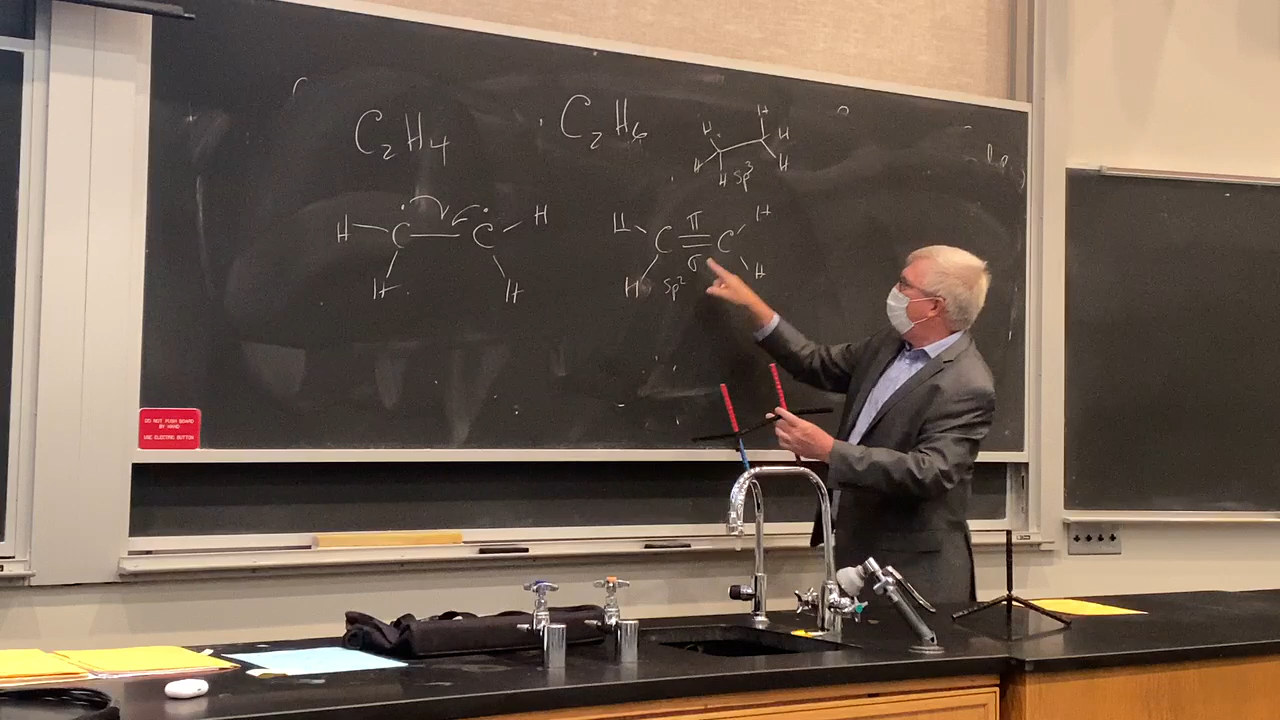 C₂H₄
C₂H₆
H H H
H H H
sp³
H C C H
H H
H C π C H
σ
H sp² H
DO NOT PUSH BOARD
BY HAND
USE ELECTRIC BUTTON